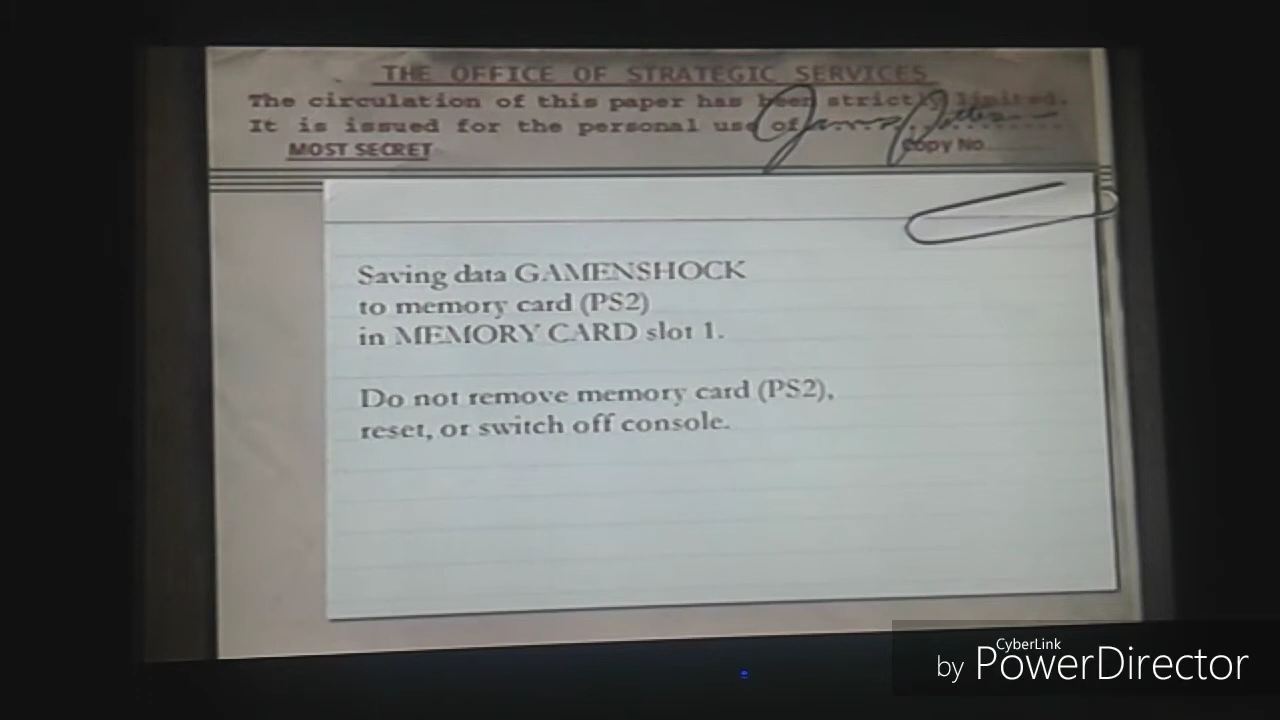 THE OFFICE OF STRATEGIC SERVICES
The circulation of this paper has been strictly limited.
It is issued for the personal use of
MOST SECRET
Copy No
Saving data GAMENSHOCK
to memory card (PS2)
in MEMORY CARD slot 1.
Do not remove memory card (PS2),
reset, or switch off console.
CyberLink
by PowerDirector